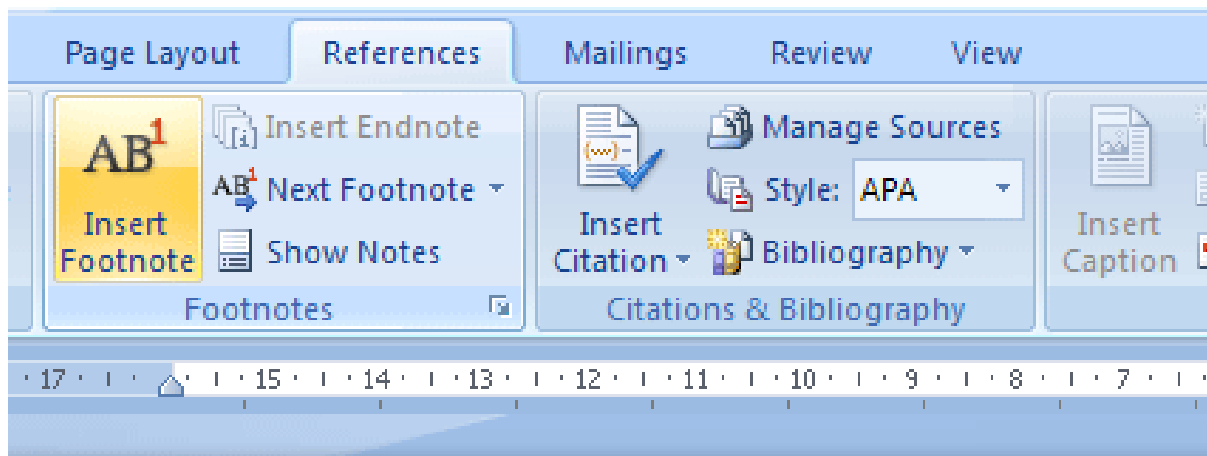 Page Layout References Mailings Review View
AB1 Insert Endnote
AB1 Next Footnote
Insert Footnote
Show Notes
Footnotes
Insert Citation
Manage Sources
Style: APA
Bibliography
Citations & Bibliography
Insert Caption
17 15 14 13 12 11 10 9 8 7